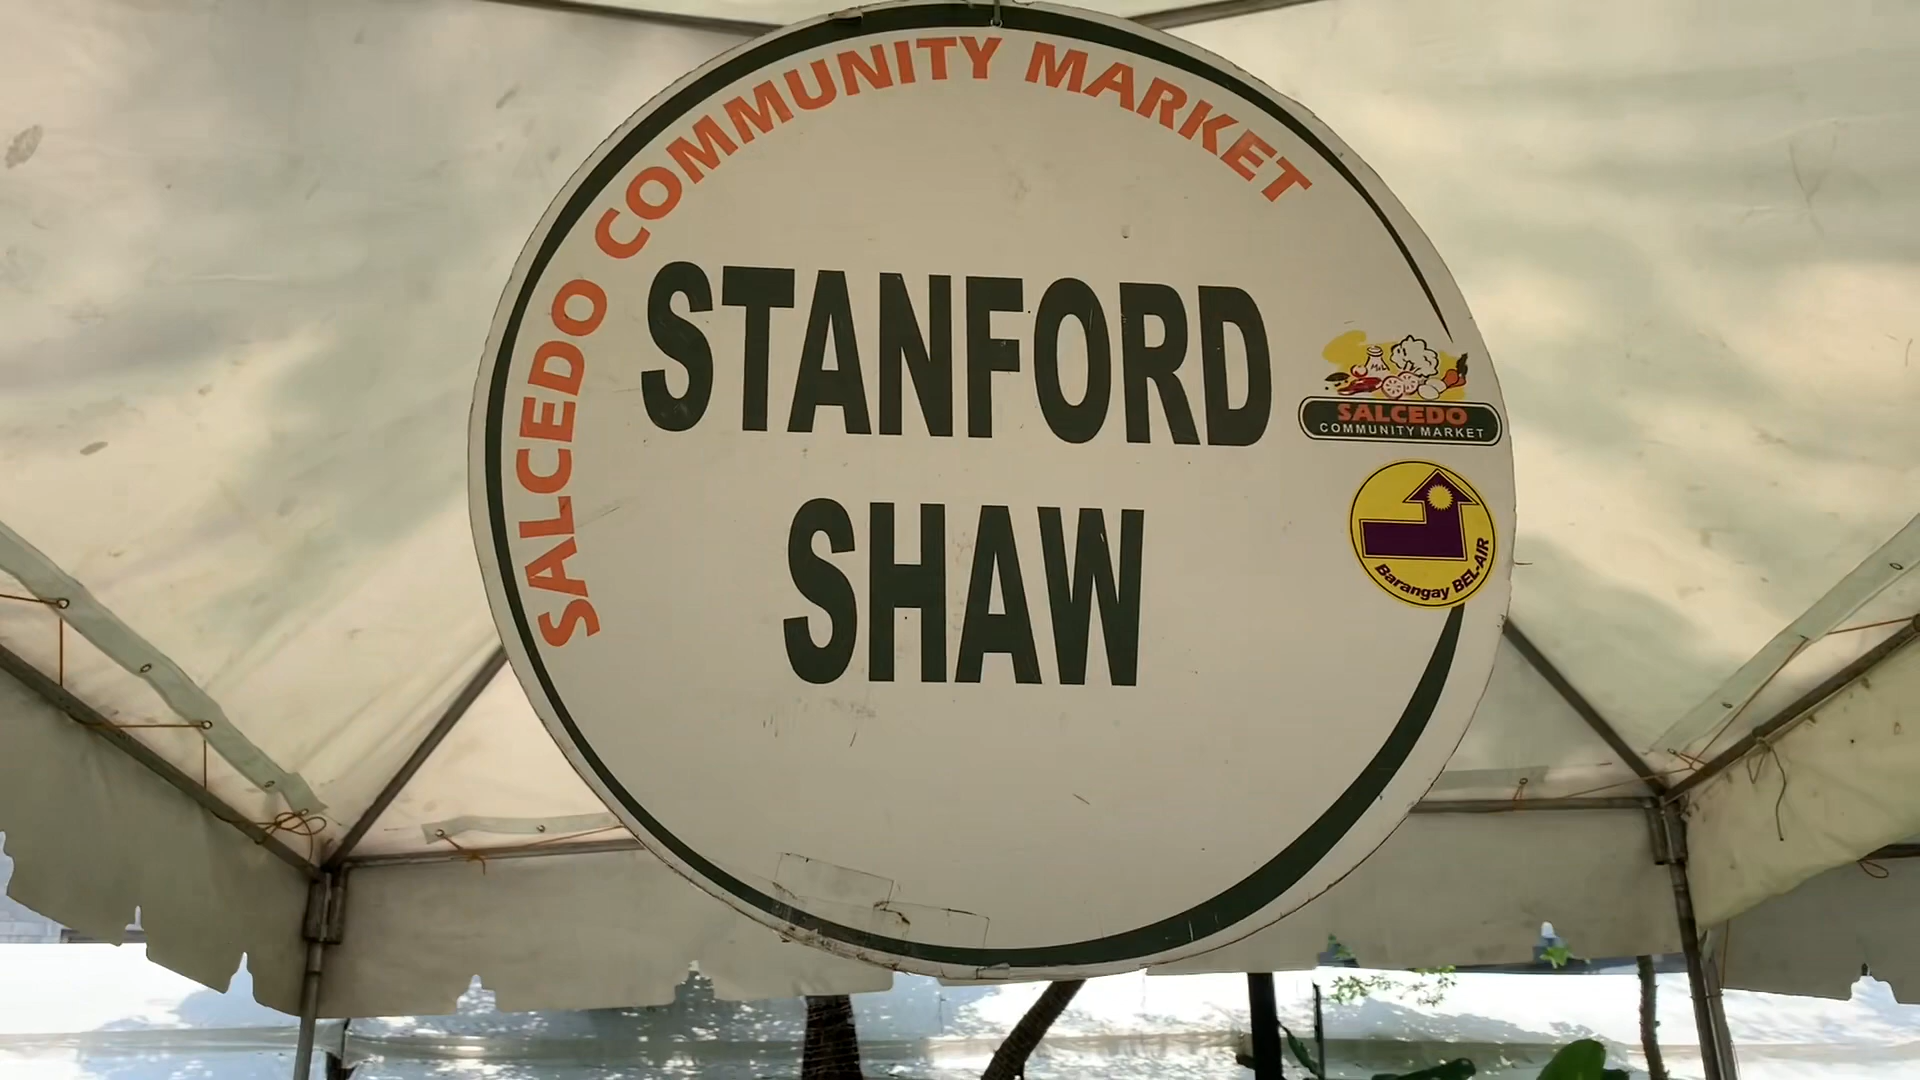 SALCEDO COMMUNITY MARKET
STANFORD
SHAW
SALCEDO
COMMUNITY MARKET
Barangay BEL-AIR